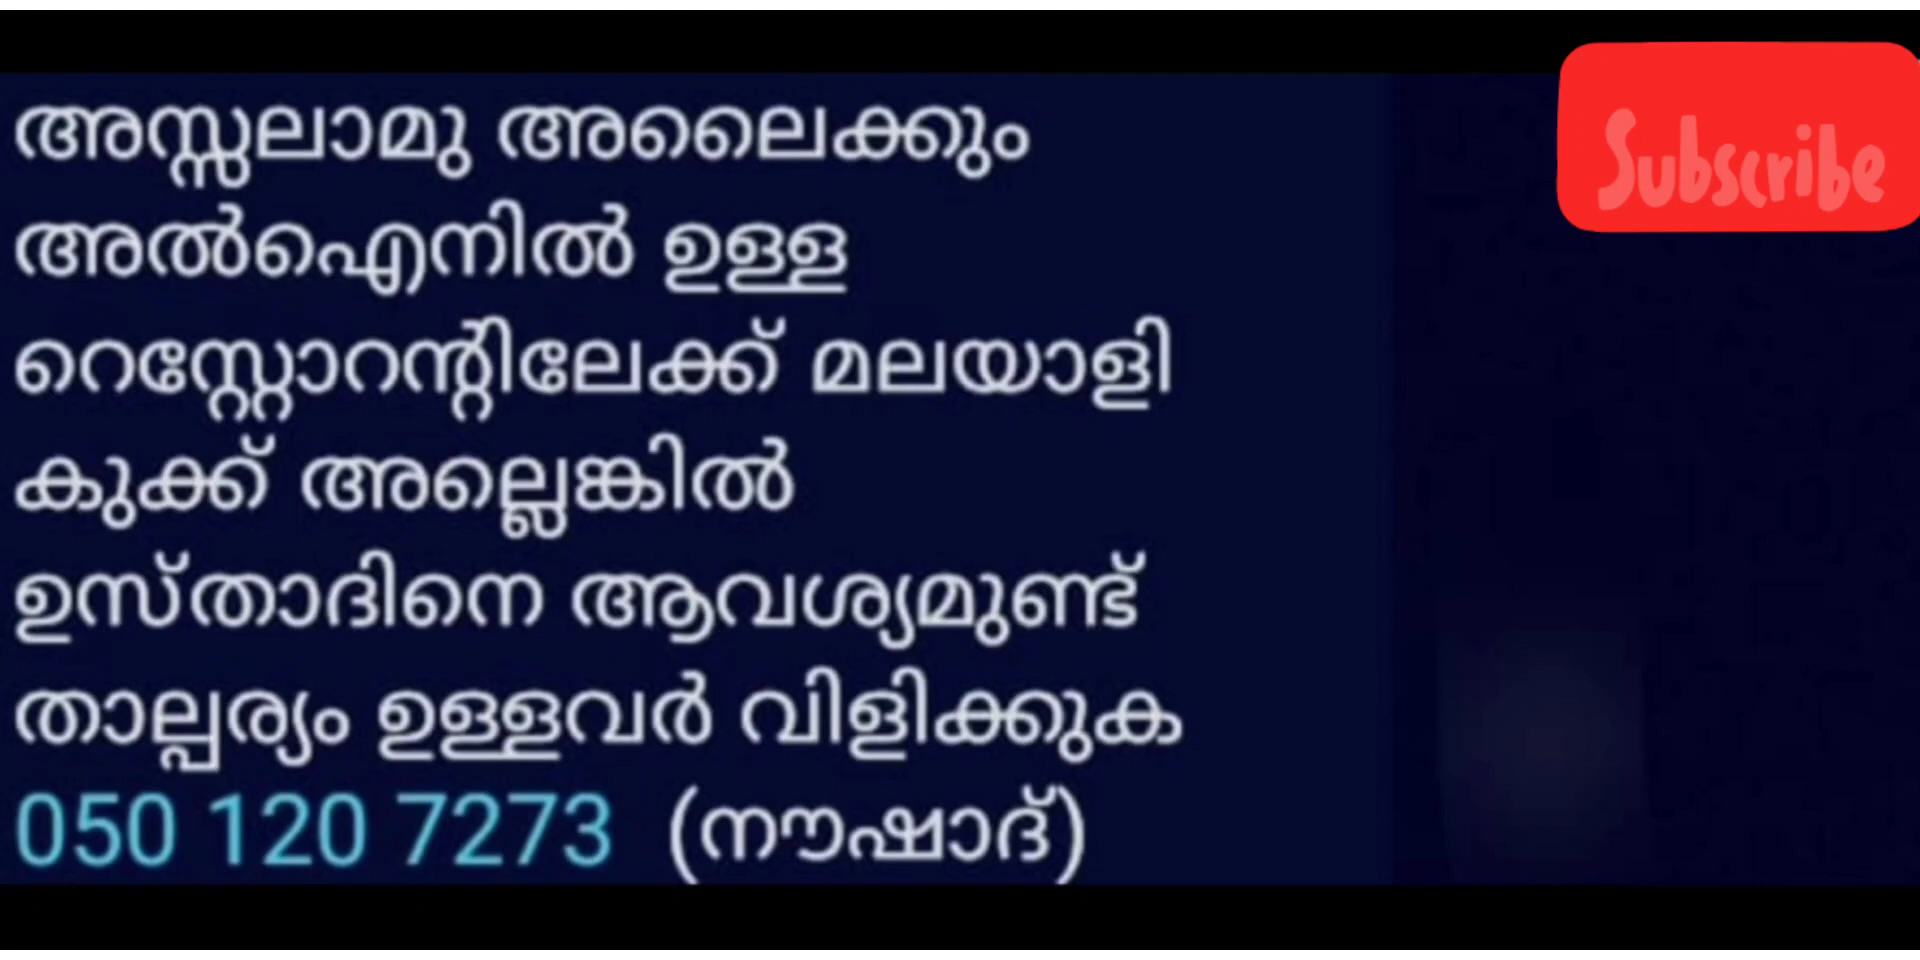 അസ്സലാമു അലൈക്കും
Subscribe
അൽഐനിൽ ഉള്ള
റെസ്റ്റോറന്റിലേക്ക് മലയാളി
കുക്ക് അല്ലെങ്കിൽ
ഉസ്താദിനെ ആവശ്യമുണ്ട്
താല്പര്യം ഉള്ളവർ വിളിക്കുക
050 120 7273 (നൗഷാദ്)